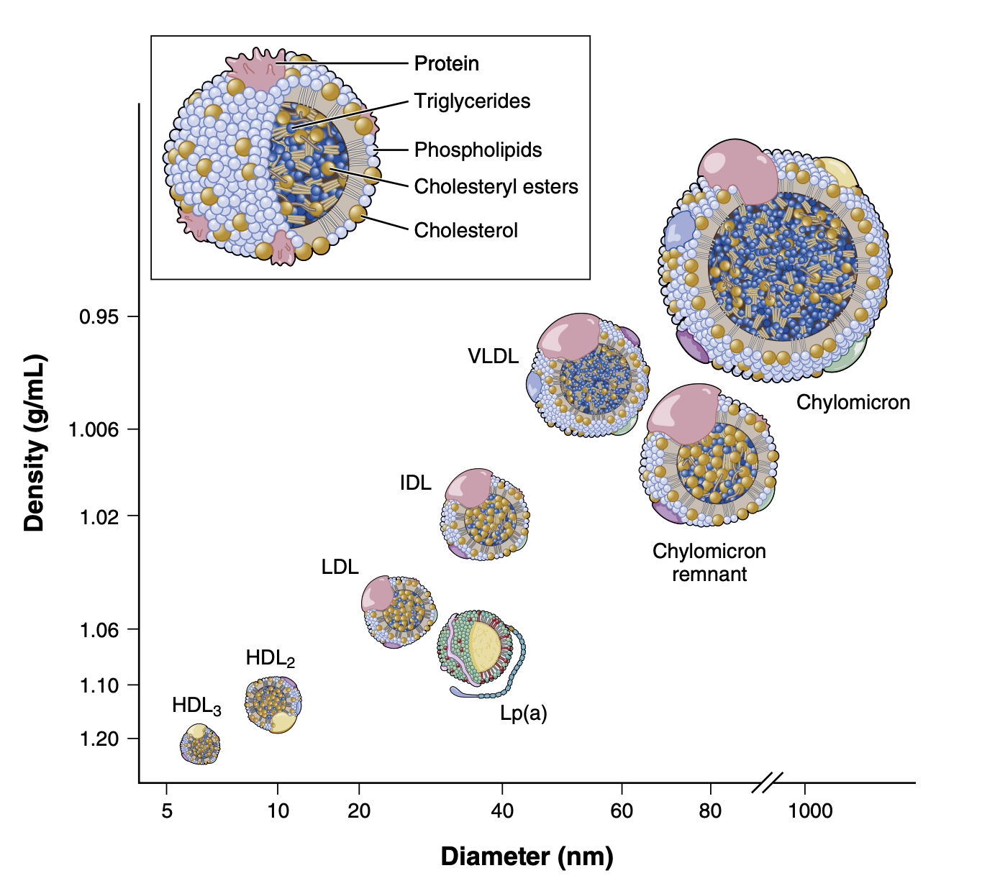 Protein
Triglycerides
Phospholipids
Cholesteryl esters
Cholesterol
0.95
1.006
1.02
1.06
1.10
1.20
Density (g/mL)
VLDL
Chylomicron
IDL
Chylomicron
remnant
LDL
Lp(a)
HDL₂
HDL₃
5 10 20 40 60 80 1000
Diameter (nm)